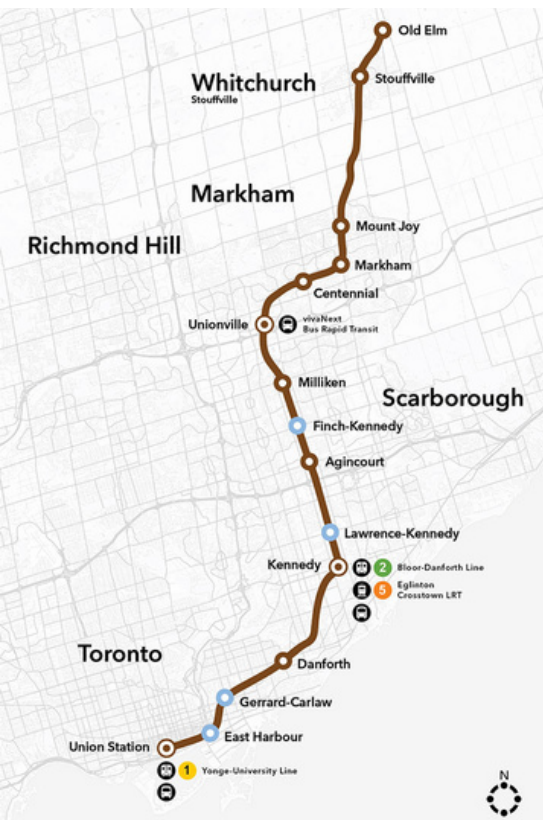 Old Elm
Whitchurch
Stouffville
Stouffville
Markham
Mount Joy
Richmond Hill
Markham
Centennial
Unionville
vivaNext
Bus Rapid Transit
Milliken
Scarborough
Finch-Kennedy
Agincourt
Lawrence-Kennedy
Kennedy
2 Bloor-Danforth Line
5 Eglinton
Crosstown LRT
Toronto
Danforth
Gerrard-Carlaw
East Harbour
Union Station
1 Yonge-University Line
N